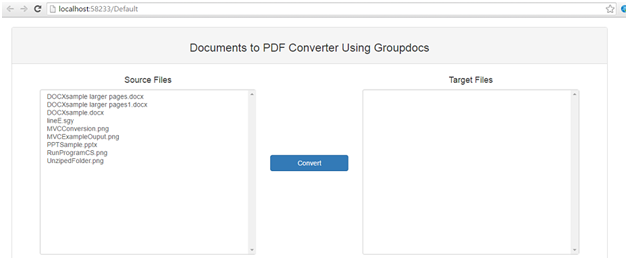 localhost:58233/Default
Documents to PDF Converter Using Groupdocs
Source Files
Target Files
DOCXsample larger pages.docx
DOCXsample larger pages1.docx
DOCXsample.docx
lineE.sgy
MVCConversion.png
MVCExampleOuput.png
PPTSample.pptx
RunProgramCS.png
UnzipedFolder.png
Convert